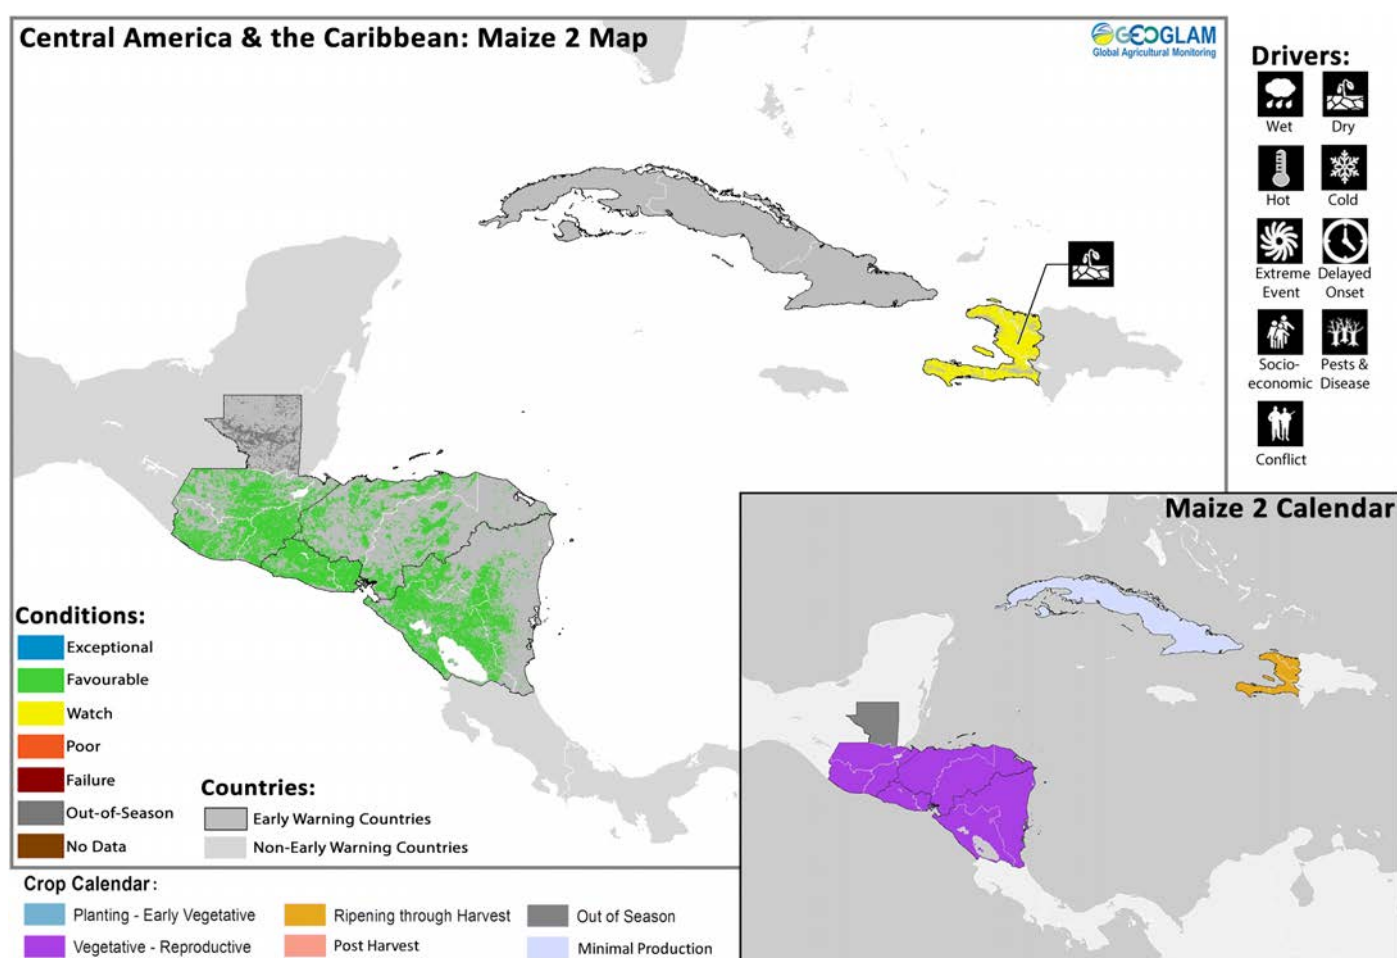 Central America & the Caribbean: Maize 2 Map
GEOGLAM
Global Agricultural Monitoring
Drivers:
Wet
Dry
Hot
Cold
Extreme
Event
Delayed
Onset
Socio-
economic
Pests &
Disease
Conflict
Maize 2 Calendar
Conditions:
Exceptional
Favourable
Watch
Poor
Failure
Out-of-Season
No Data
Countries:
Early Warning Countries
Non-Early Warning Countries
Crop Calendar:
Planting - Early Vegetative
Ripening through Harvest
Out of Season
Vegetative - Reproductive
Post Harvest
Minimal Production